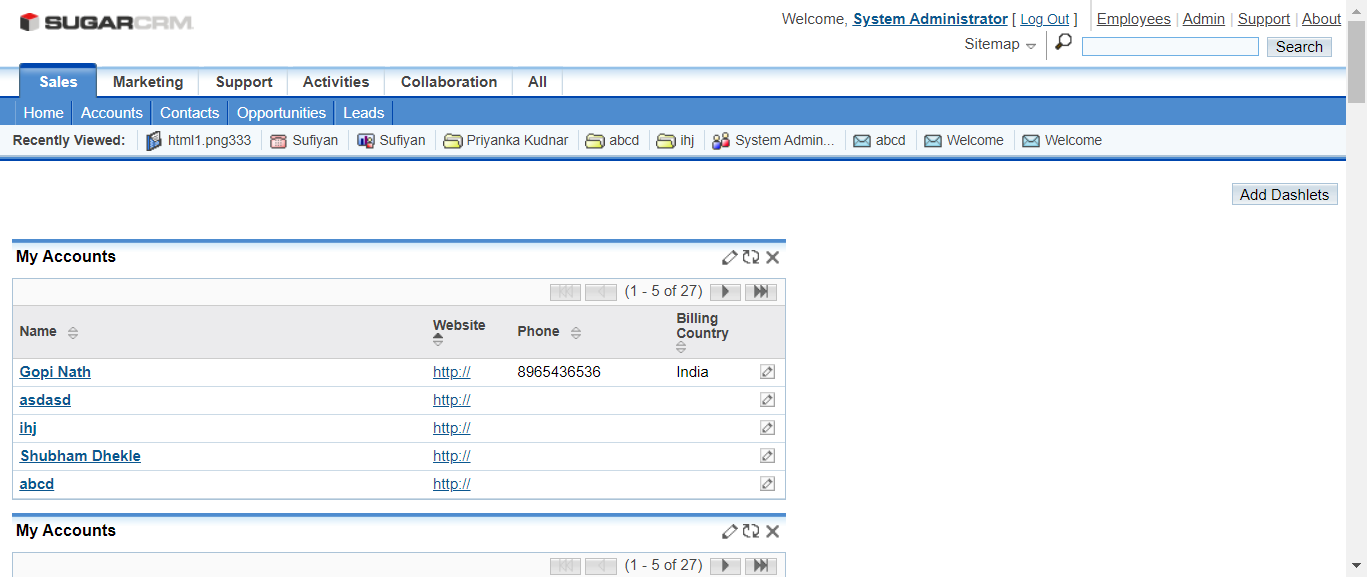 SUGARCRM.
Welcome, System Administrator [ Log Out ] Employees | Admin | Support | About
Sitemap Search
Sales Marketing Support Activities Collaboration All
Home Accounts Contacts Opportunities Leads
Recently Viewed: html1.png333 Sufiyan Sufiyan Priyanka Kudnar abcd ihj System Admin... abcd Welcome Welcome
Add Dashlets
My Accounts
(1 - 5 of 27)
Name Website Phone Billing Country
Gopi Nath http:// 8965436536 India
asdasd http://
ihj http://
Shubham Dhekle http://
abcd http://
My Accounts
(1 - 5 of 27)